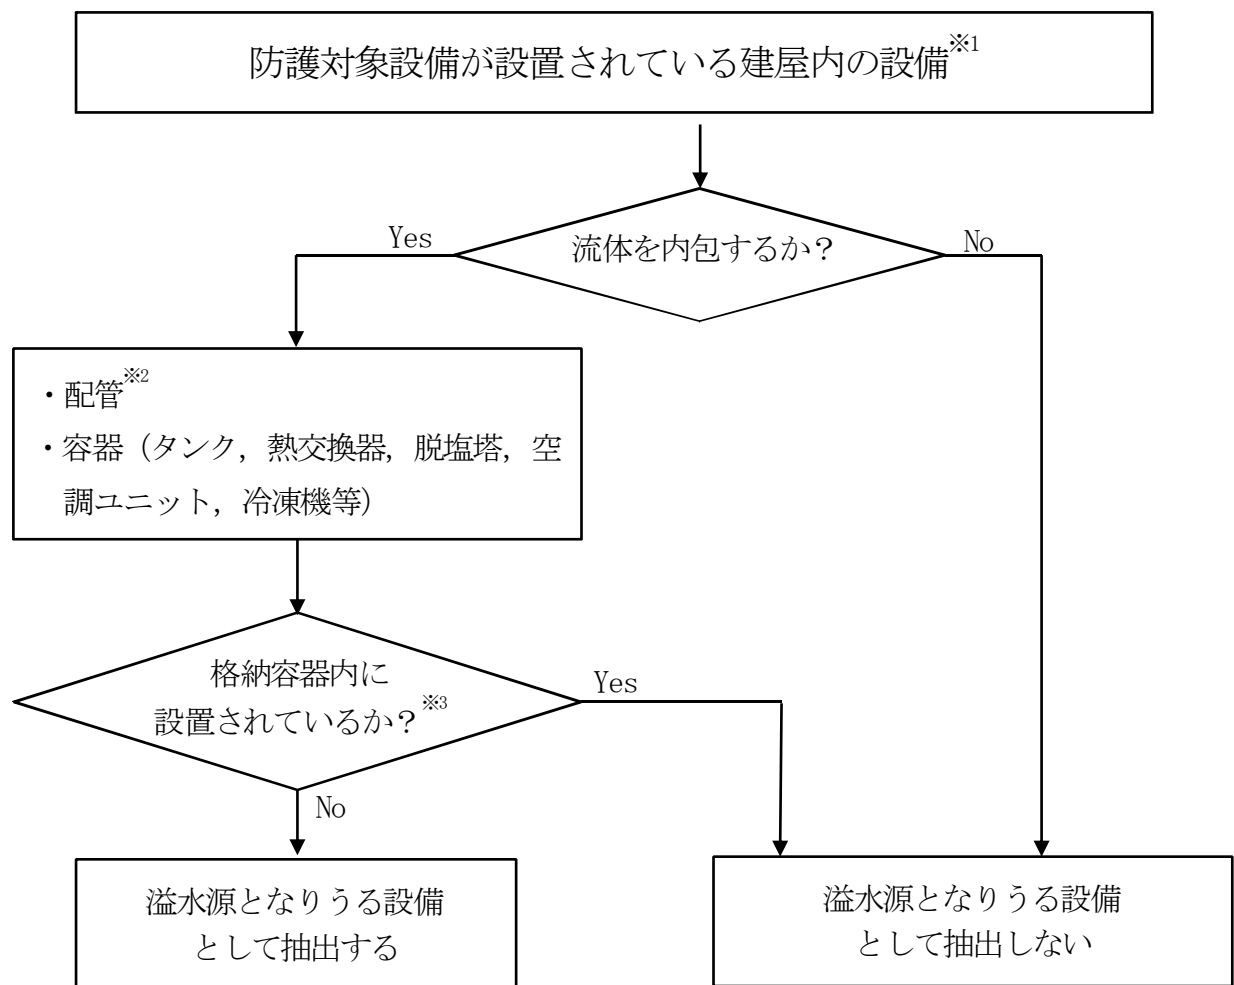 防護対象設備が設置されている建屋内の設備※1
流体を内包するか？
Yes
No
・配管※2
・容器（タンク，熱交換器，脱塩塔，空
調ユニット，冷凍機等）
格納容器内に
設置されているか？※3
Yes
No
溢水源となりうる設備
として抽出する
溢水源となりうる設備
として抽出しない